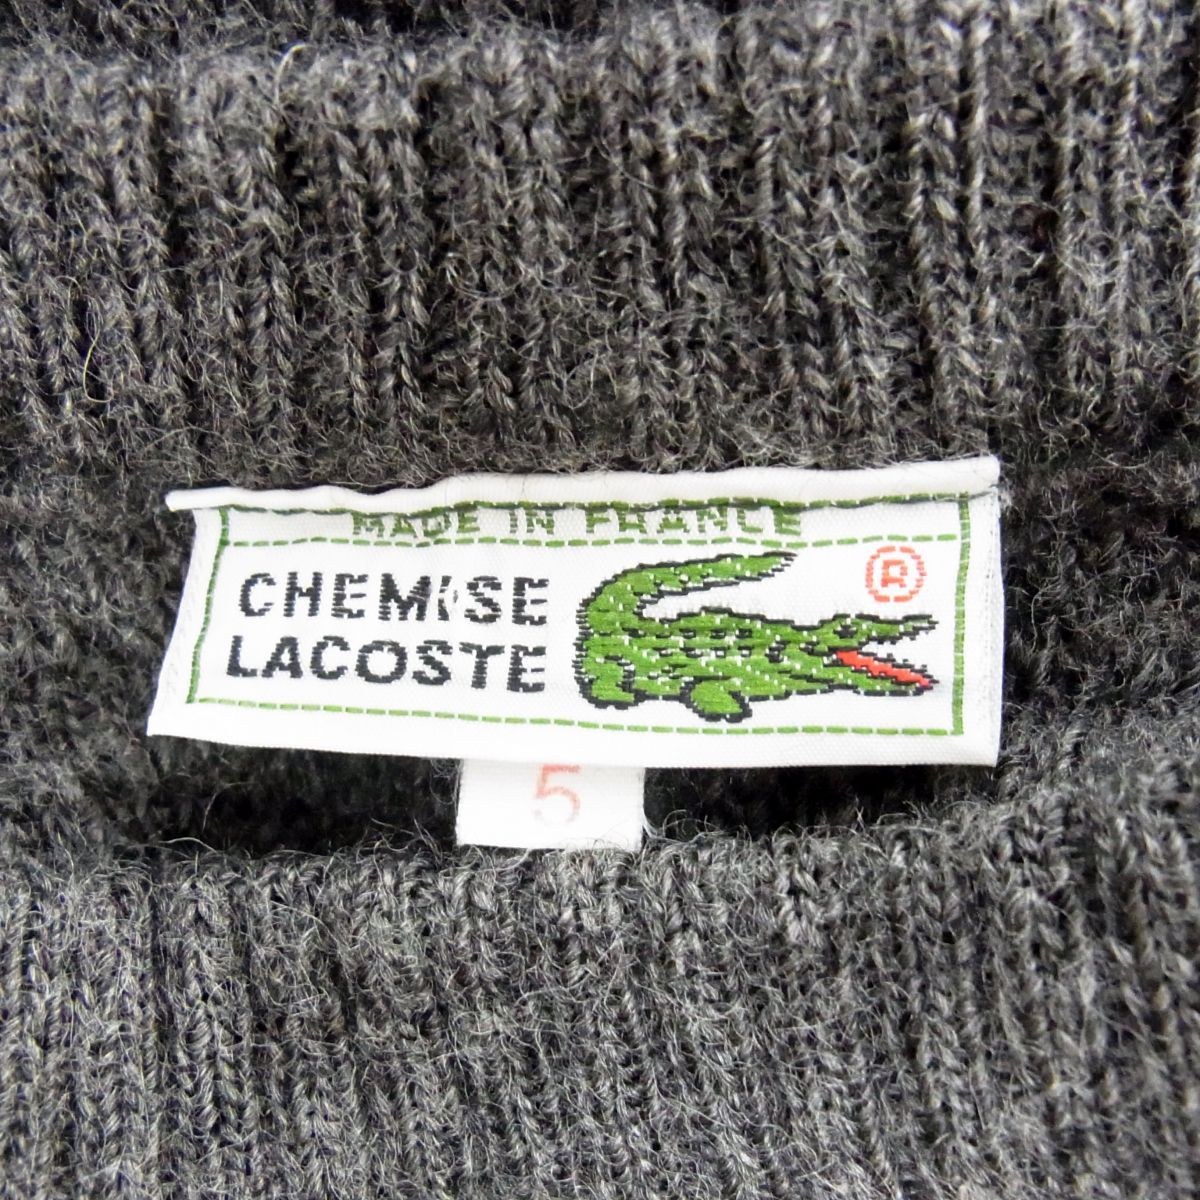 MADE IN FRANCE
CHEMISE
LACOSTE
®
5